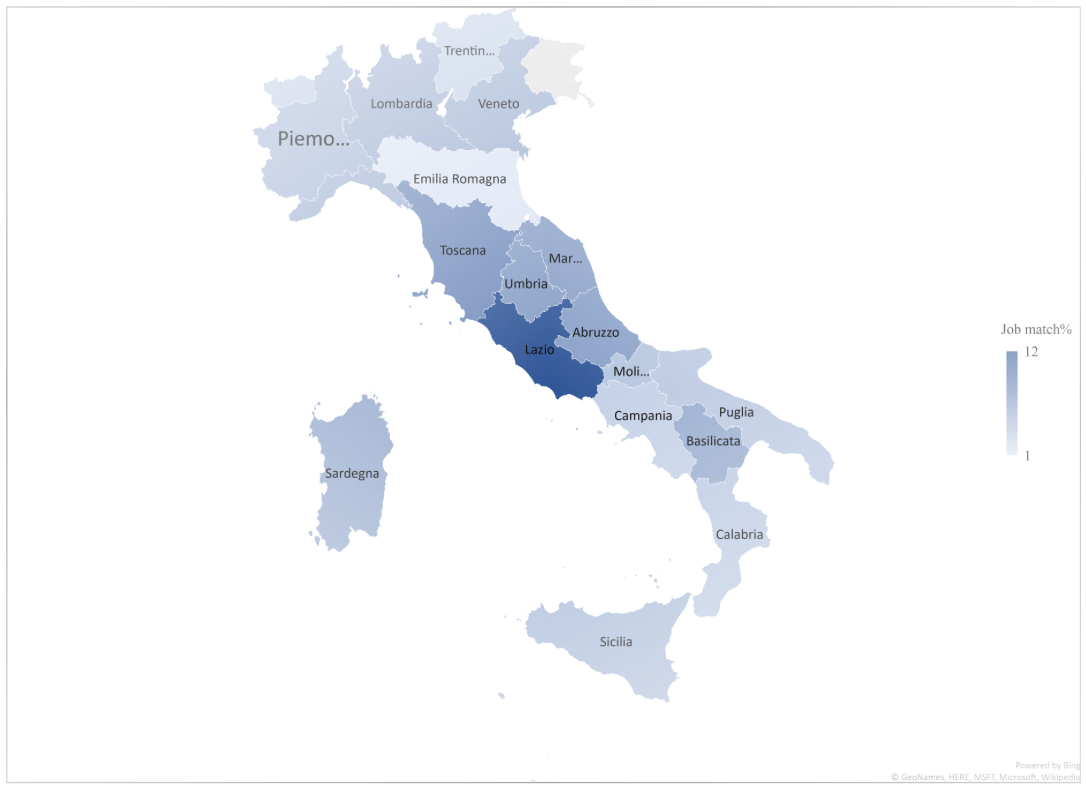 Trentin...
Lombardia
Veneto
Piemo...
Emilia Romagna
Toscana
Mar...
Umbria
Abruzzo
Lazio
Moli...
Campania
Puglia
Basilicata
Sardegna
Calabria
Sicilia
Job match%
12
1
Powered by Bing
© GeoNames, HERE, MSFT, Microsoft, Wikipedia